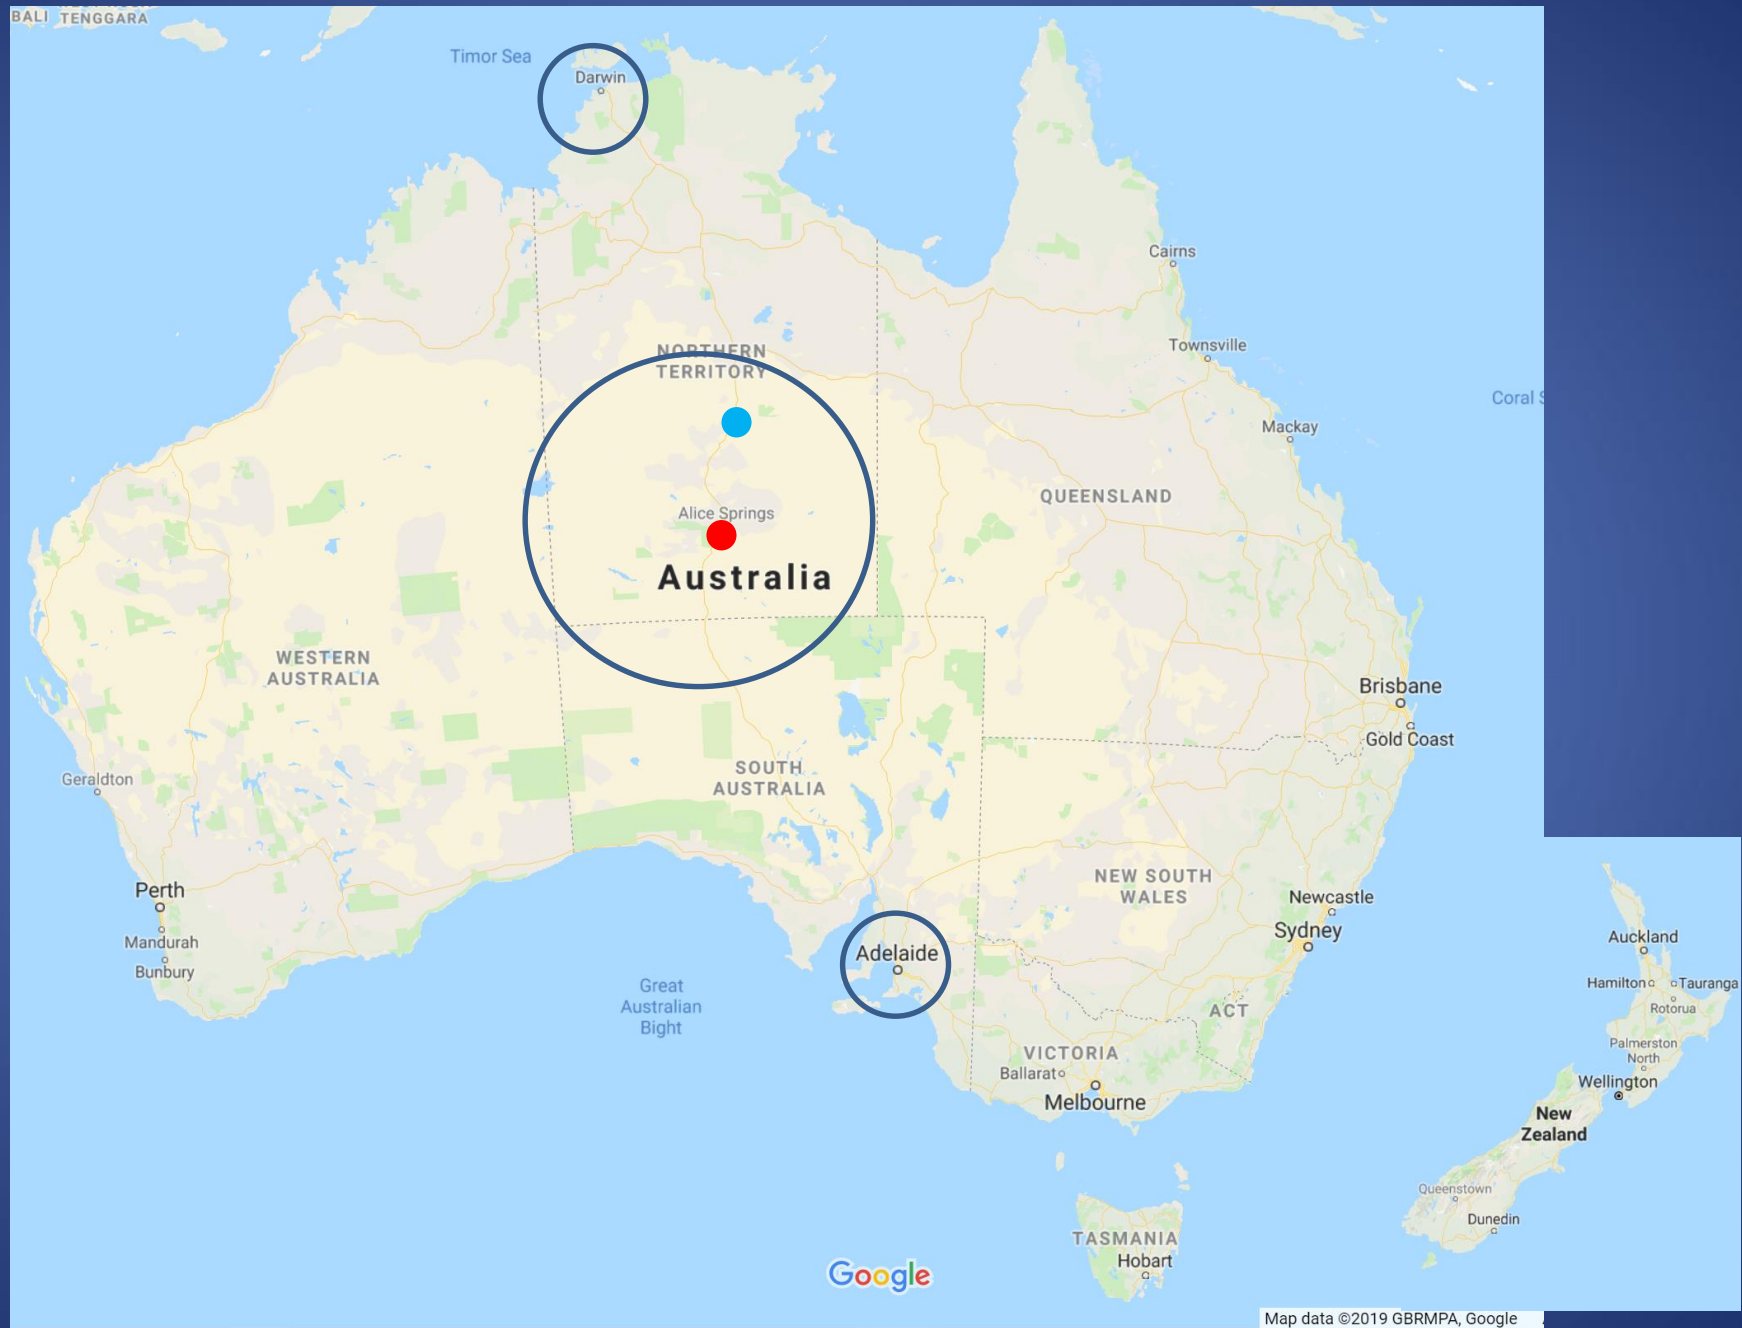 BALI
TENGGARA
Timor Sea
Darwin
Cairns
NORTHERN
TERRITORY
Townsville
Coral
Mackay
QUEENSLAND
Alice Springs
Australia
WESTERN
AUSTRALIA
Brisbane
Gold Coast
SOUTH
AUSTRALIA
Geraldton
NEW SOUTH
WALES
Perth
Newcastle
Sydney
Mandurah
Bunbury
Adelaide
Great
Australian
Bight
ACT
VICTORIA
Ballarat
Melbourne
Auckland
Hamilton
Tauranga
Rotorua
Palmerston
North
Wellington
New
Zealand
Queenstown
Dunedin
TASMANIA
Hobart
Google
Map data ©2019 GBRMPA, Google